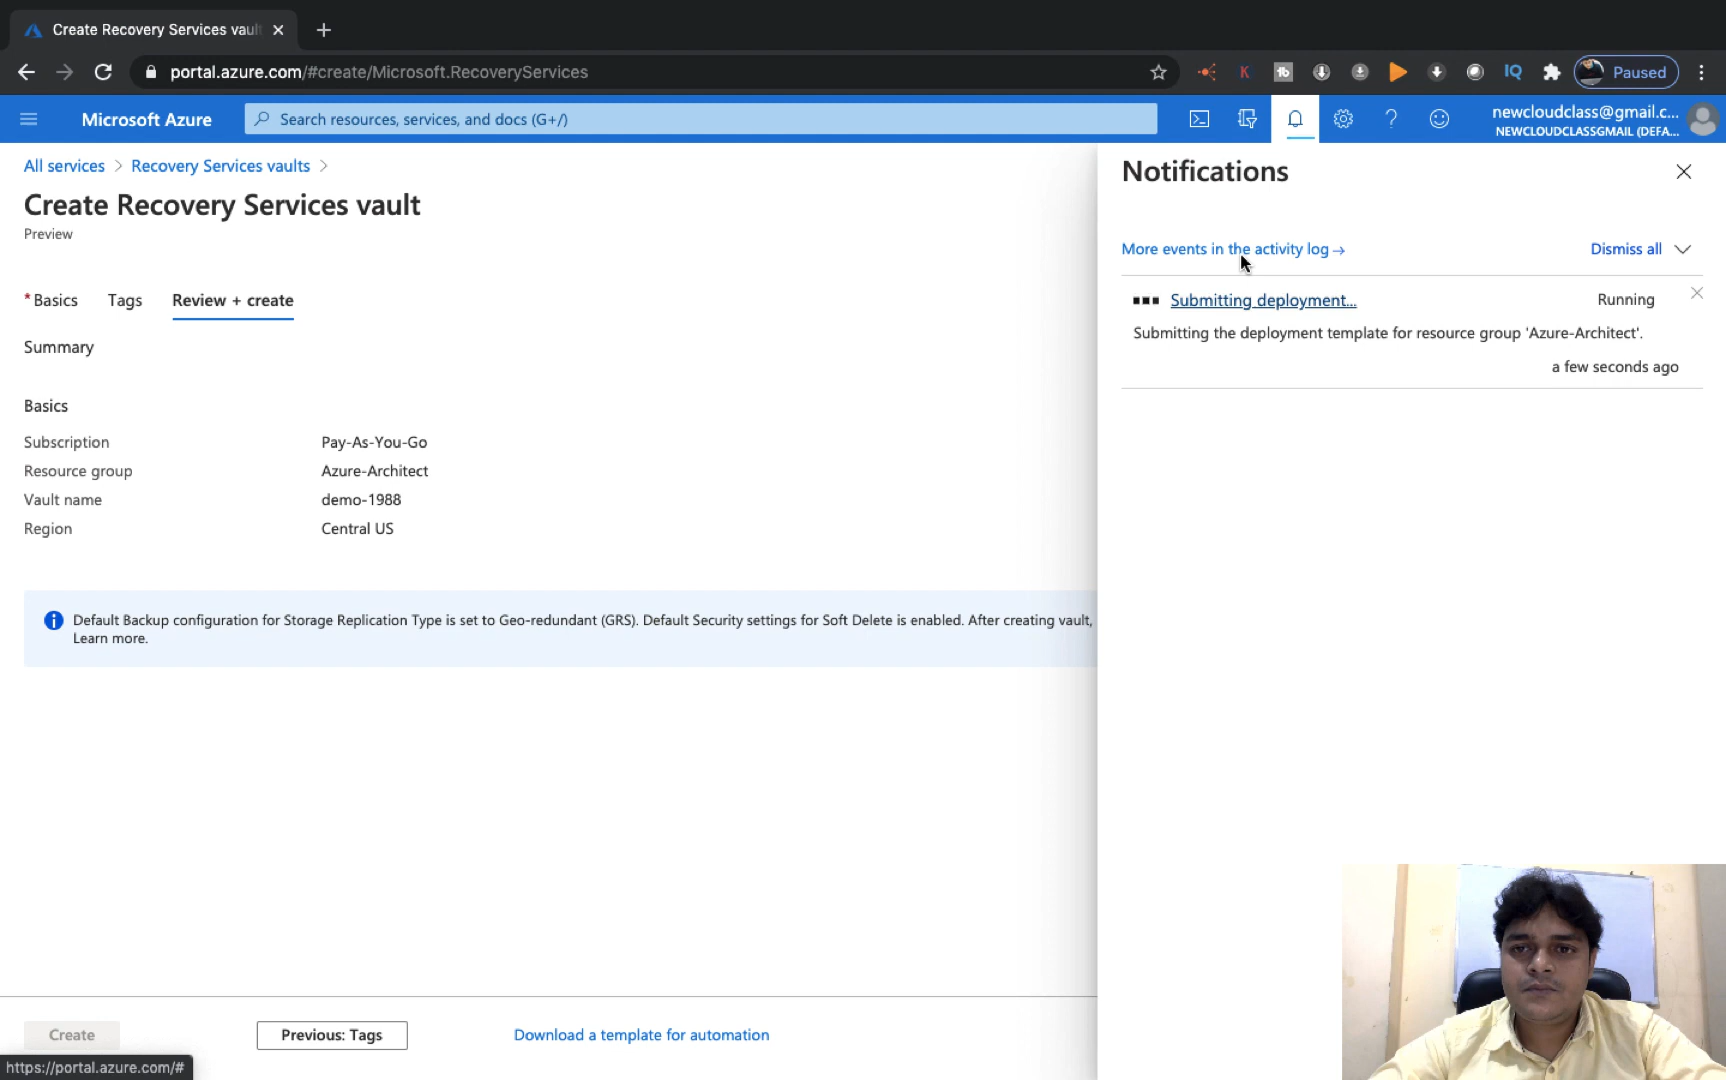 Create Recovery Services vaul
portal.azure.com/#create/Microsoft.RecoveryServices
K
tb
IQ
Paused
Microsoft Azure
Search resources, services, and docs (G+/)
newcloudclass@gmail.c...
NEWCLOUDCLASSGMAIL (DEFA...
All services > Recovery Services vaults >
Create Recovery Services vault
Preview
* Basics
Tags
Review + create
Summary
Basics
Subscription Pay-As-You-Go
Resource group Azure-Architect
Vault name demo-1988
Region Central US
Default Backup configuration for Storage Replication Type is set to Geo-redundant (GRS). Default Security settings for Soft Delete is enabled. After creating vault,
Learn more.
Create
Previous: Tags
Download a template for automation
https://portal.azure.com/#
Notifications
More events in the activity log →
Dismiss all
Submitting deployment...
Running
Submitting the deployment template for resource group 'Azure-Architect'.
a few seconds ago